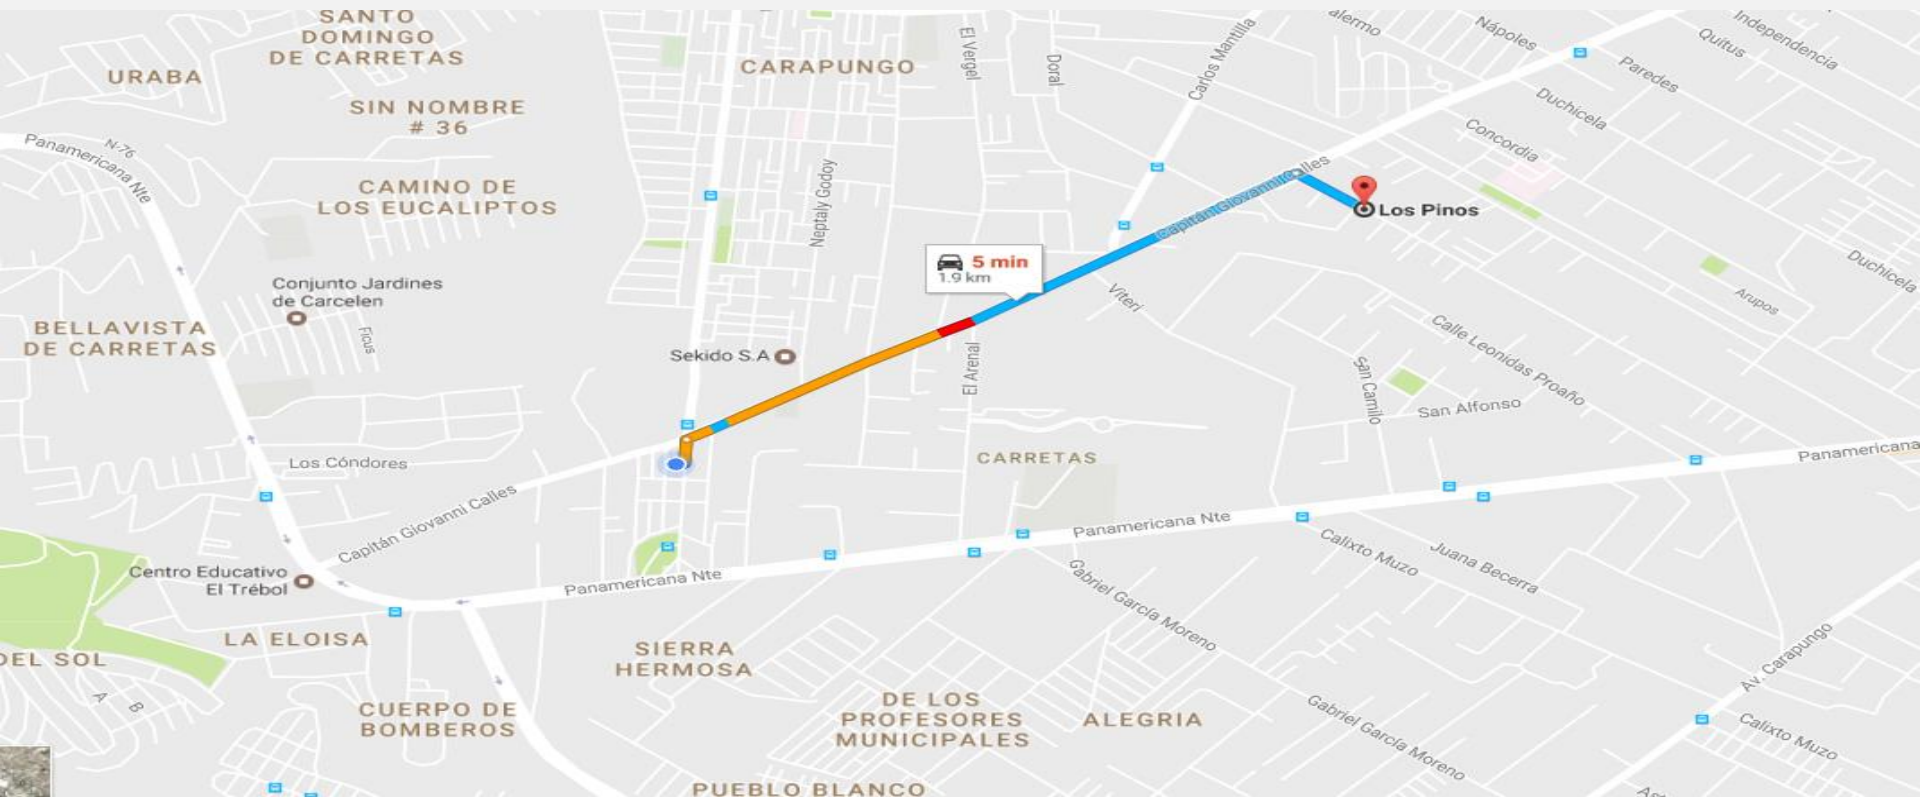 SANTO
DOMINGO
DE CARRETAS
URABA
CARAPUNGO
SIN NOMBRE
# 36
El Vergel
Doral
Carlos Mantilla
Nápoles
Quitus
Independencia
Paredes
Duchicela
Concordia
N-76
Panamericana Nte
CAMINO DE
LOS EUCALIPTOS
Neptaly Godoy
Capitán Giovanni Calles
Los Pinos
5 min
1.9 km
Conjunto Jardines
de Carcelen
Ficus
BELLAVISTA
DE CARRETAS
Sekido S.A
El Arenal
Viteri
Duchicela
Arupos
Calle Leonidas Proaño
San Camilo
San Alfonso
Los Cóndores
CARRETAS
Panamericana
Capitán Giovanni Calles
Panamericana Nte
Centro Educativo
El Trébol
Panamericana Nte
Calixto Muzo
Juana Becerra
Gabriel García Moreno
LA ELOISA
DEL SOL
A
B
SIERRA
HERMOSA
Av. Carapungo
CUERPO DE
BOMBEROS
DE LOS
PROFESORES
MUNICIPALES
ALEGRIA
Gabriel García Moreno
Calixto Muzo
PUEBLO BLANCO